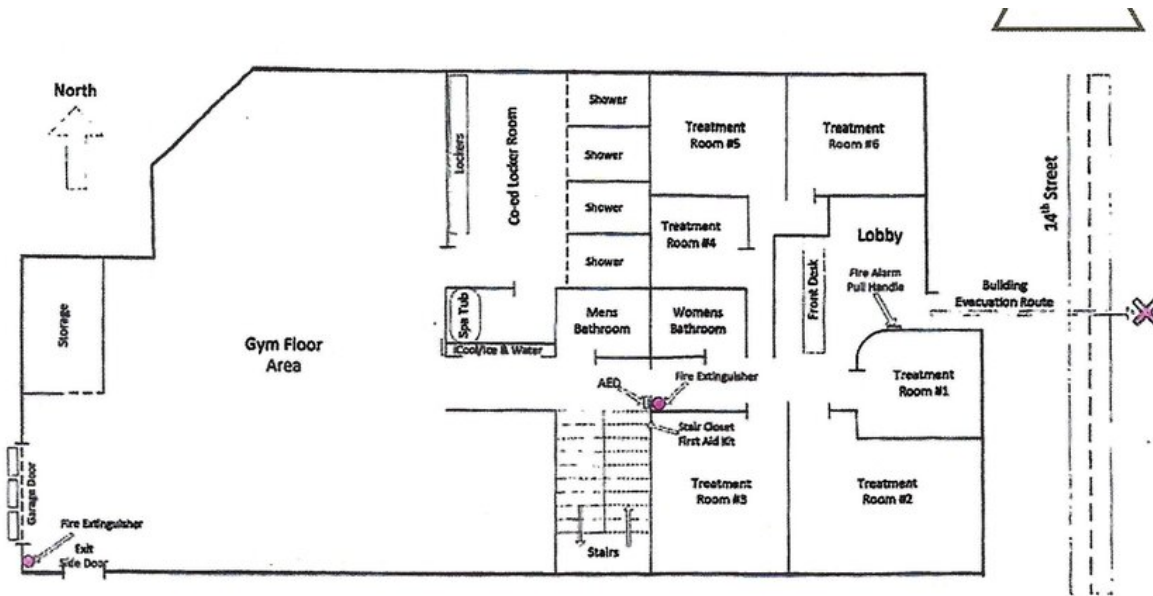 North
Lockers
Co-ed Locker Room
Shower
Shower
Shower
Shower
Treatment
Room #5
Treatment
Room #6
Treatment
Room #4
Lobby
Fire Alarm
Pull Handle
Front Desk
14th Street
Building
Evacuation Route
Storage
Gym Floor
Area
Spa Tub
Cool/Ice & Water
Mens
Bathroom
Womens
Bathroom
Treatment
Room #1
AED
Fire Extinguisher
Stair Closet
First Aid Kit
Treatment
Room #3
Treatment
Room #2
Garage Door
Fire Extinguisher
Exit
Side Door
Stairs